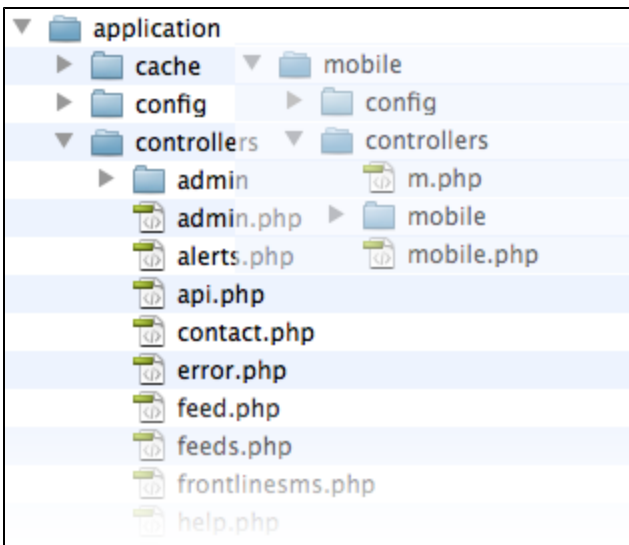 application
cache
config
controllers
admin
admin.php
alerts.php
api.php
contact.php
error.php
feed.php
feeds.php
frontlinesms.php
help.php
mobile
config
controllers
m.php
mobile
mobile.php